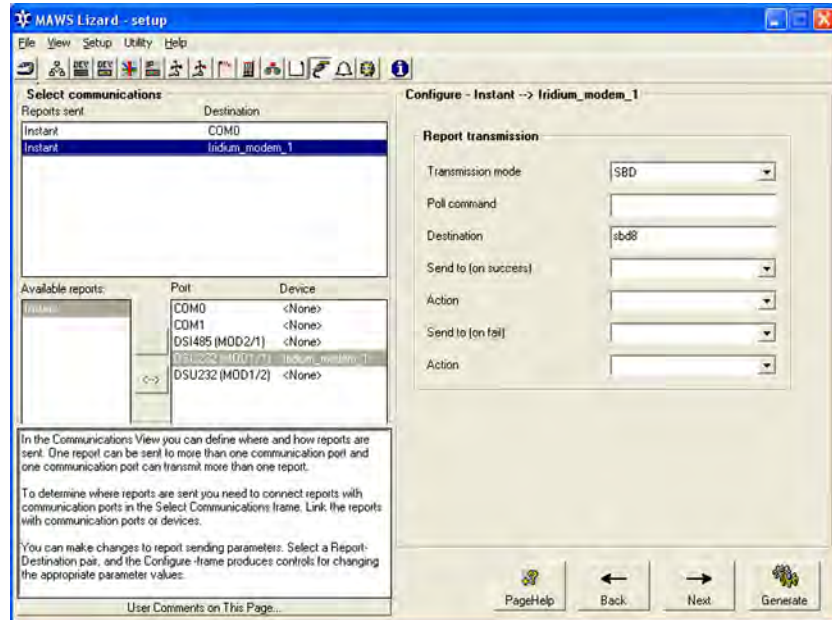 MAWS Lizard - setup
File View Setup Utility Help
Select communications
Reports sent Destination
Instant COM0
Instant Iridium_modem_1
Available reports: Port Device
Instant COM0 <None>
COM1 <None>
DSI485 (MOD2/1) <None>
DSU232 (MOD1/1) Iridium_modem_1
<-> DSU232 (MOD1/2) <None>
In the Communications View you can define where and how reports are
sent. One report can be sent to more than one communication port and
one communication port can transmit more than one report.
To determine where reports are sent you need to connect reports with
communication ports in the Select Communications frame. Link the reports
with communication ports or devices.
You can make changes to report sending parameters. Select a Report-
Destination pair, and the Configure -frame produces controls for changing
the appropriate parameter values.
User Comments on This Page...
Configure - Instant --> Iridium_modem_1
Report transmission
Transmission mode SBD
Poll command
Destination sbd8
Send to (on success)
Action
Send to (on fail)
Action
PageHelp Back Next Generate